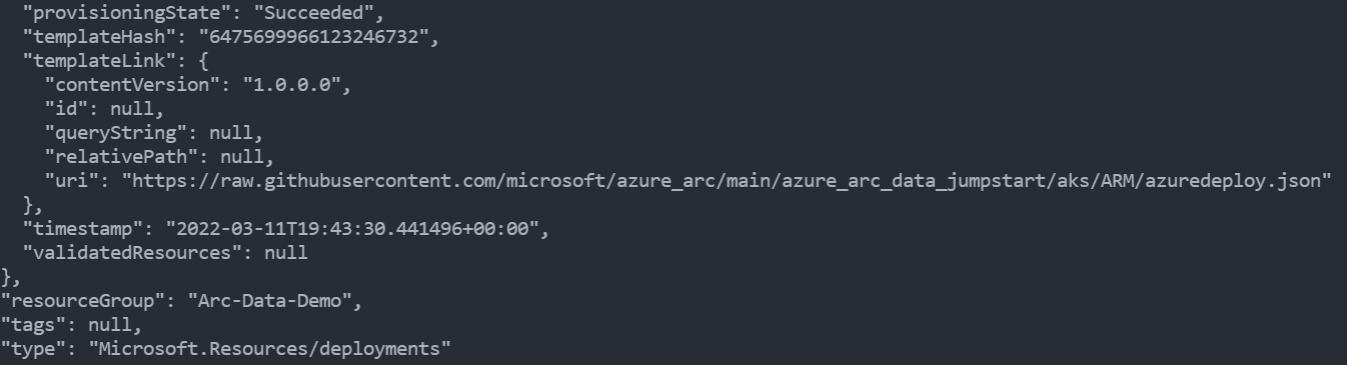 "provisioningState": "Succeeded",
"templateHash": "6475699966123246732",
"templateLink": {
"contentVersion": "1.0.0.0",
"id": null,
"queryString": null,
"relativePath": null,
"uri": "https://raw.githubusercontent.com/microsoft/azure_arc/main/azure_arc_data_jumpstart/aks/ARM/azuredeploy.json"
},
"timestamp": "2022-03-11T19:43:30.441496+00:00",
"validatedResources": null
},
"resourceGroup": "Arc-Data-Demo",
"tags": null,
"type": "Microsoft.Resources/deployments"